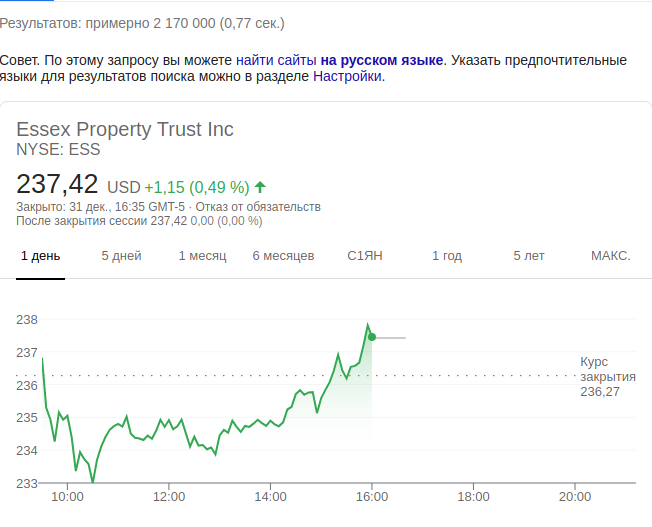 Результатов: примерно 2 170 000 (0,77 сек.)
Совет. По этому запросу вы можете найти сайты на русском языке. Указать предпочтительные
языки для результатов поиска можно в разделе Настройки.
Essex Property Trust Inc
NYSE: ESS
237,42 USD +1,15 (0,49 %)
Закрыто: 31 дек., 16:35 GMT-5 · Отказ от обязательств
После закрытия сессии 237,42 0,00 (0,00 %)
1 день 5 дней 1 месяц 6 месяцев С1ЯН 1 год 5 лет МАКС.
238
237
236
235
234
233
Курс
закрытия
236,27
10:00 12:00 14:00 16:00 18:00 20:00